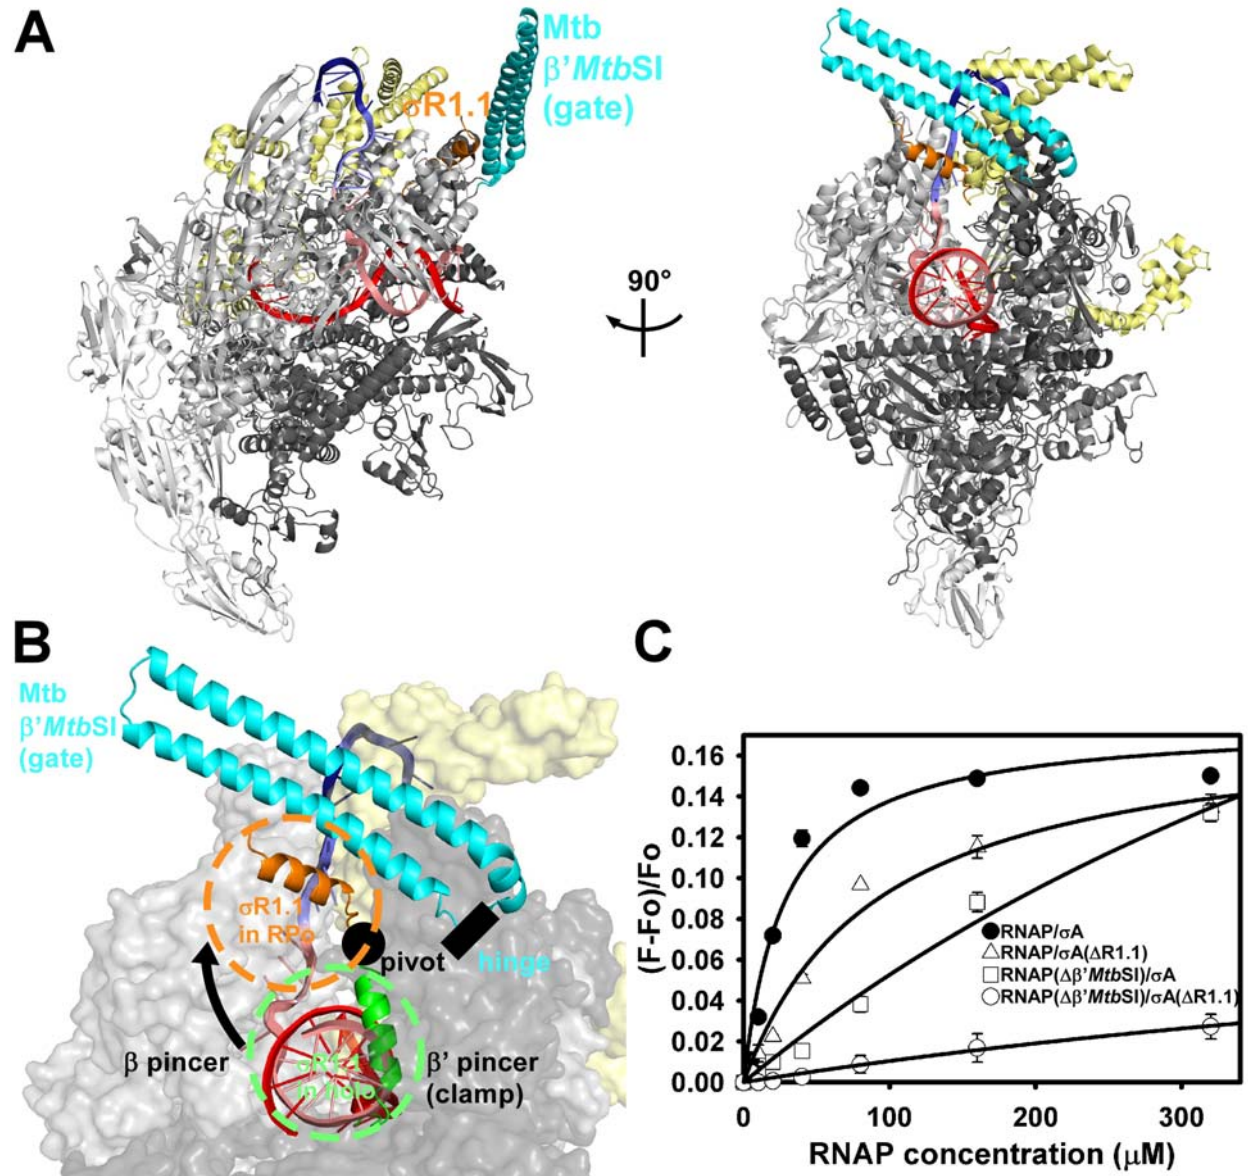 A
Mtb
β'MtbSI
(gate)
σR1.1
90°
B
Mtb
β'MtbSI
(gate)
σR1.1
in RPo
pivot
hinge
β pincer
σR1.1
in holo
β' pincer
(clamp)
C
(F-Fo)/Fo
0.16
0.14
0.12
0.10
0.08
0.06
0.04
0.02
0.00
RNAP/σA
RNAP/σA(ΔR1.1)
RNAP(Δβ'MtbSI)/σA
RNAP(Δβ'MtbSI)/σA(ΔR1.1)
0 100 200 300
RNAP concentration (μM)